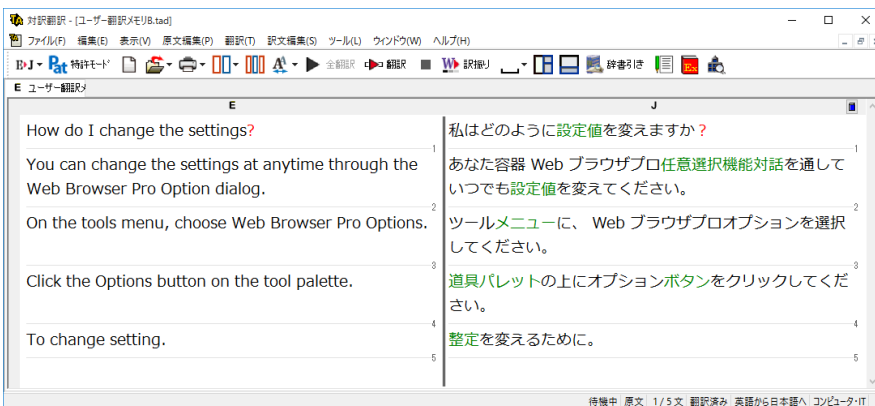 対訳翻訳 - [ユーザー翻訳メモリB.tad]
ファイル(F) 編集(E) 表示(V) 原文編集(P) 翻訳(T) 訳文編集(S) ツール(L) ウィンドウ(W) ヘルプ(H)
E▸J Pat 特許モード 全翻訳 翻訳 W 訳振り 辞書引き Ex
E ユーザー翻訳メ
E J
How do I change the settings? 私はどのように設定値を変えますか？
1 1
You can change the settings at anytime through the あなた容器 Web ブラウザプロ任意選択機能対話を通して
Web Browser Pro Option dialog. いつでも設定値を変えてください。
2 2
On the tools menu, choose Web Browser Pro Options. ツールメニューに、 Web ブラウザプロオプションを選択
してください。
3 3
Click the Options button on the tool palette. 道具パレットの上にオプションボタンをクリックしてくだ
さい。
4 4
To change setting. 整定を変えるために。
5 5
待機中 原文 1/5文 翻訳済み 英語から日本語へ コンピュータ・IT